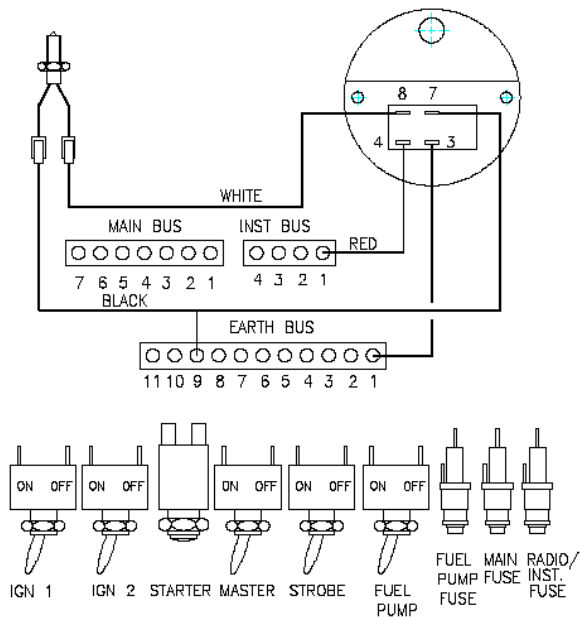 8 7
4 3
WHITE
MAIN BUS INST BUS
RED
7 6 5 4 3 2 1 4 3 2 1
BLACK
EARTH BUS
11 10 9 8 7 6 5 4 3 2 1
ON OFF ON OFF ON OFF ON OFF ON OFF
IGN 1 IGN 2 STARTER MASTER STROBE FUEL PUMP
FUEL PUMP FUSE
MAIN FUSE
RADIO/ INST. FUSE